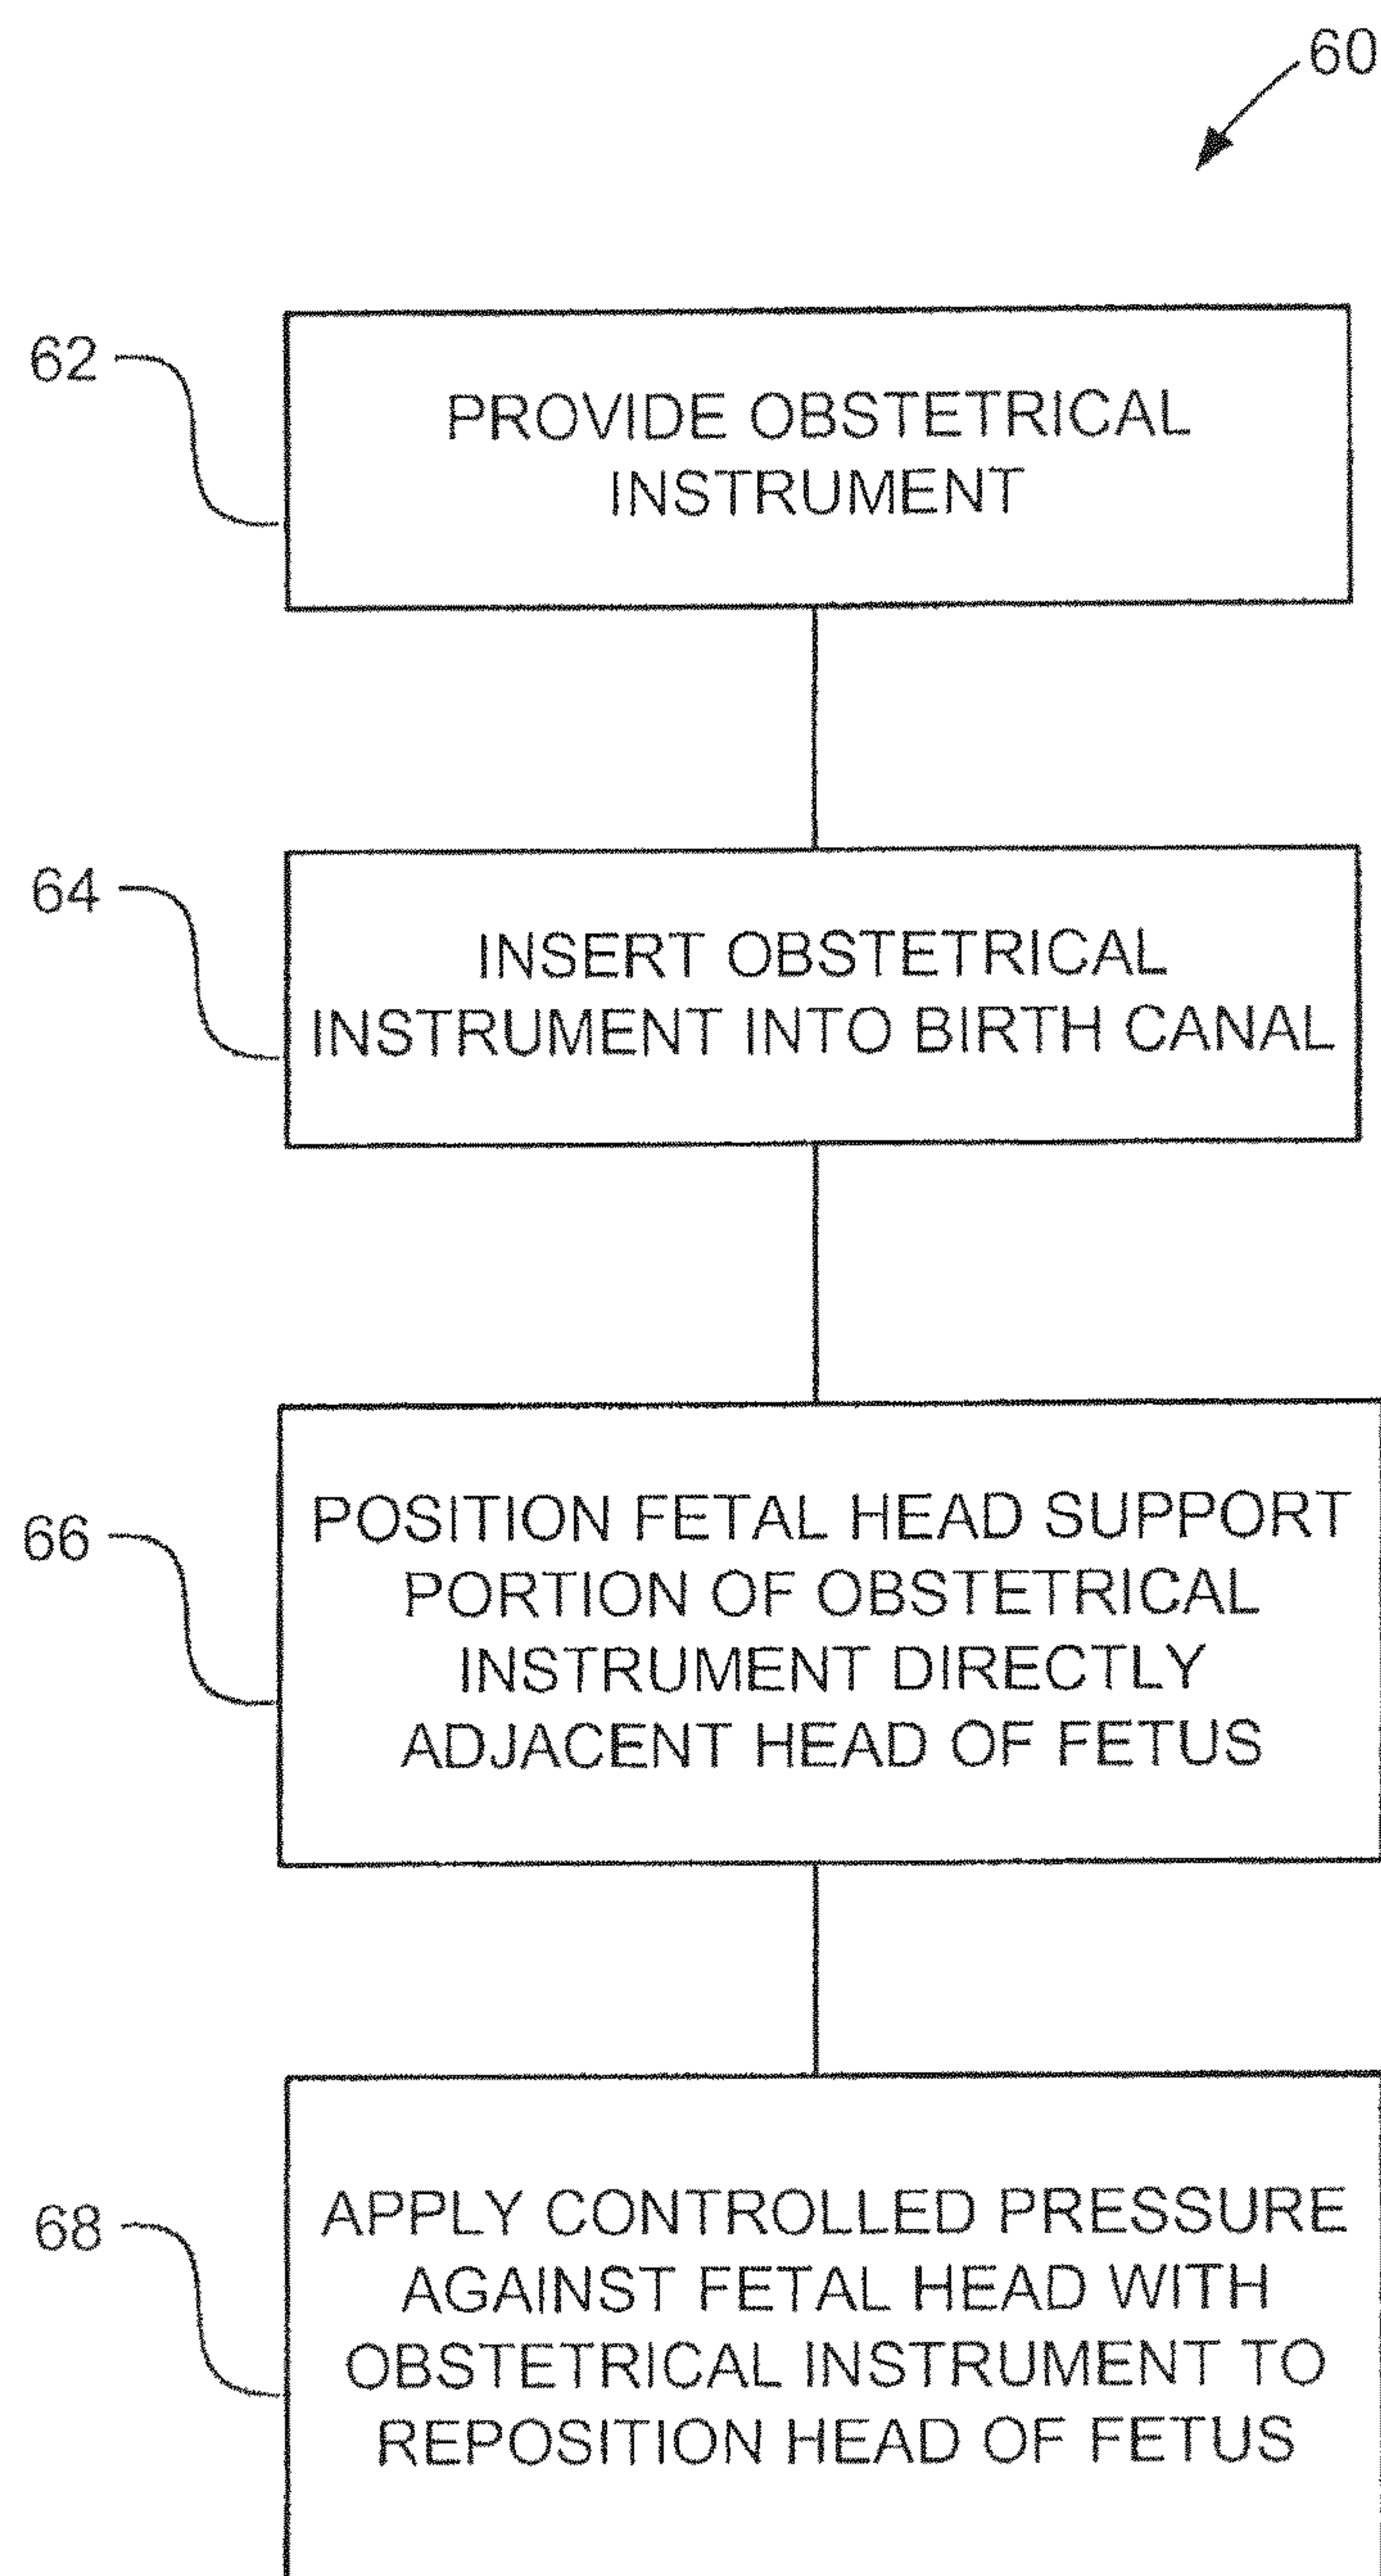 60
62
PROVIDE OBSTETRICAL
INSTRUMENT
64
INSERT OBSTETRICAL
INSTRUMENT INTO BIRTH CANAL
66
POSITION FETAL HEAD SUPPORT
PORTION OF OBSTETRICAL
INSTRUMENT DIRECTLY
ADJACENT HEAD OF FETUS
68
APPLY CONTROLLED PRESSURE
AGAINST FETAL HEAD WITH
OBSTETRICAL INSTRUMENT TO
REPOSITION HEAD OF FETUS